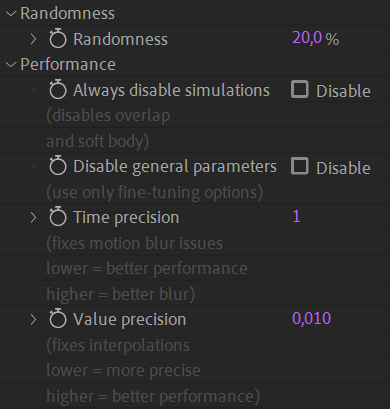 Randomness
Randomness 20,0 %
Performance
Always disable simulations Disable
(disables overlap
and soft body)
Disable general parameters Disable
(use only fine-tuning options)
Time precision 1
(fixes motion blur issues
lower = better performance
higher = better blur)
Value precision 0,010
(fixes interpolations
lower = more precise
higher = better performance)